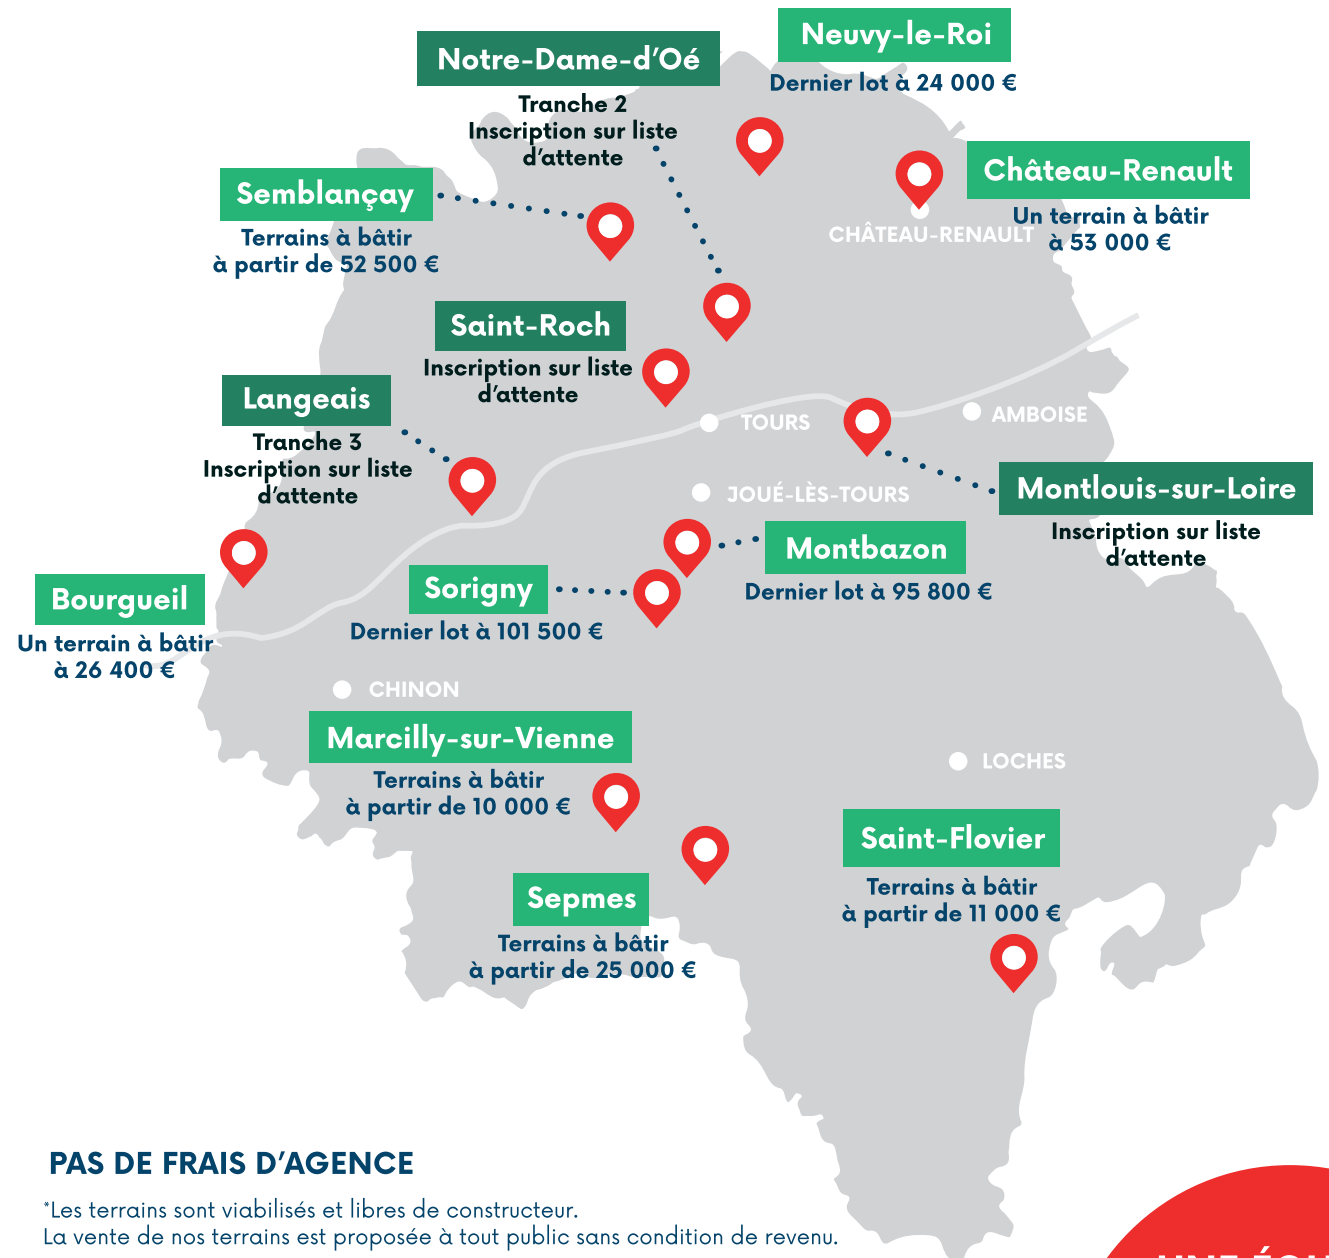 Neuvy-le-Roi
Dernier lot à 24 000 €
Notre-Dame-d'Oé
Tranche 2
Inscription sur liste
d'attente
Château-Renault
Un terrain à bâtir
à 53 000 €
CHÂTEAU-RENAULT
Semblançay
Terrains à bâtir
à partir de 52 500 €
Saint-Roch
Inscription sur liste
d'attente
Langeais
Tranche 3
Inscription sur liste
d'attente
TOURS
AMBOISE
JOUÉ-LÈS-TOURS
Montlouis-sur-Loire
Inscription sur liste
d'attente
Montbazon
Dernier lot à 95 800 €
Sorigny
Dernier lot à 101 500 €
Bourgueil
Un terrain à bâtir
à 26 400 €
CHINON
Marcilly-sur-Vienne
Terrains à bâtir
à partir de 10 000 €
LOCHES
Saint-Flovier
Terrains à bâtir
à partir de 11 000 €
Sepmes
Terrains à bâtir
à partir de 25 000 €
PAS DE FRAIS D'AGENCE
*Les terrains sont viabilisés et libres de constructeur.
La vente de nos terrains est proposée à tout public sans condition de revenu.
UNE